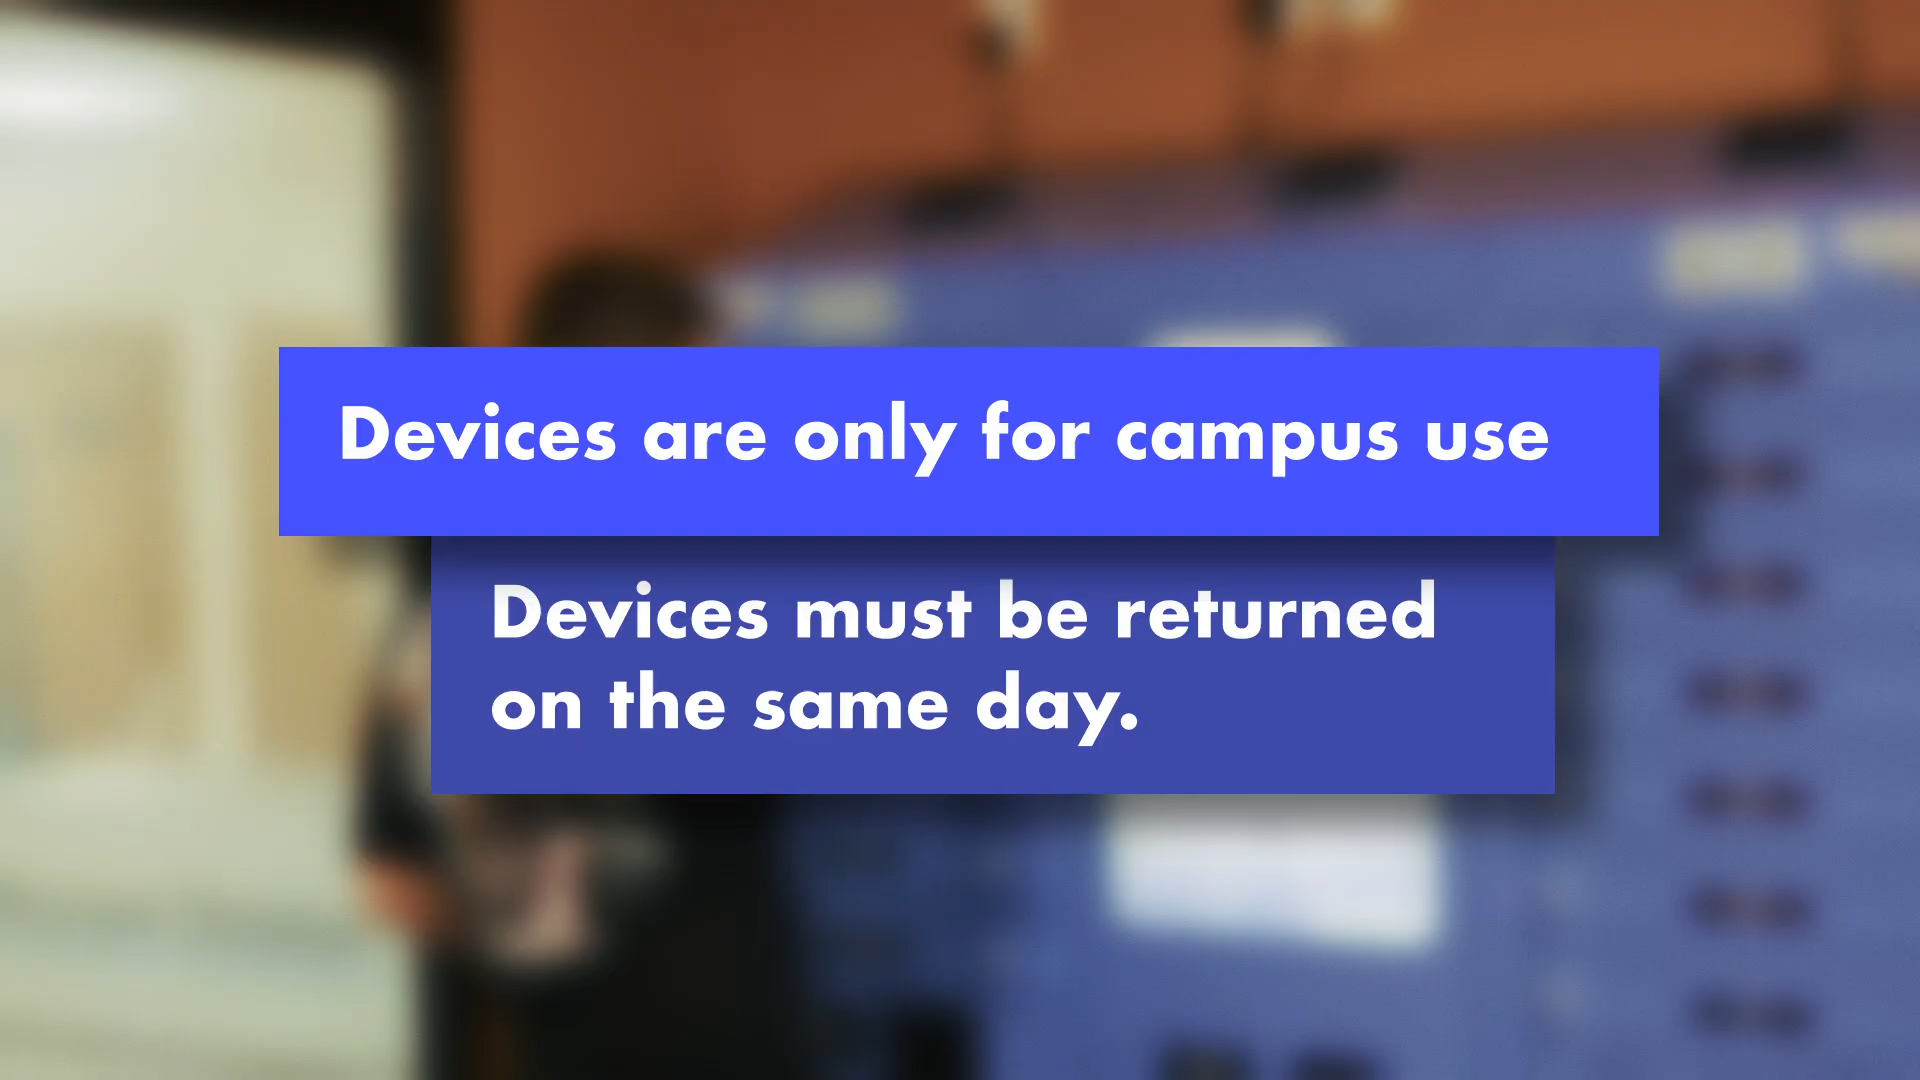 Devices are only for campus use
Devices must be returned
on the same day.